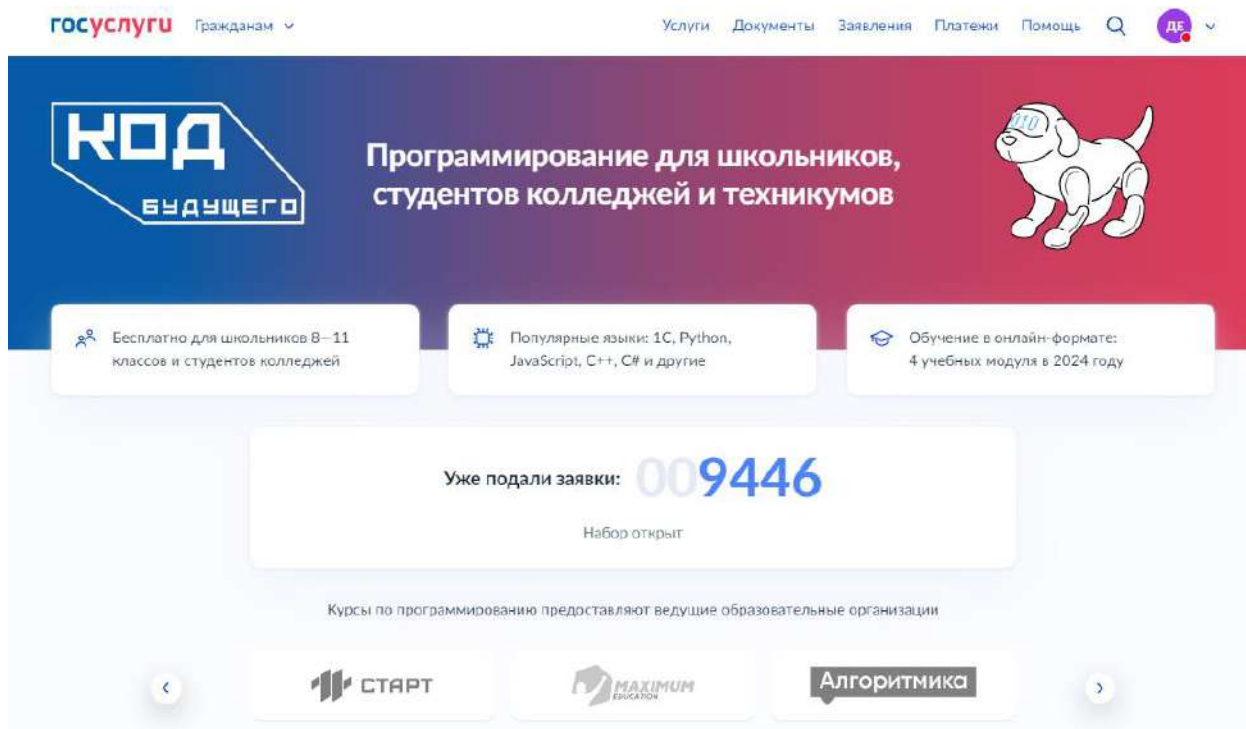 госуслуги Гражданам Услуги Документы Заявления Платежи Помощь ДЕ
КОД
БУДУЩЕГО
Программирование для школьников,
студентов колледжей и техникумов
010
Бесплатно для школьников 8—11
классов и студентов колледжей
Популярные языки: 1С, Python,
JavaScript, C++, C# и другие
Обучение в онлайн-формате:
4 учебных модуля в 2024 году
Уже подали заявки: 009446
Набор открыт
Курсы по программированию предоставляют ведущие образовательные организации
СТАРТ
MAXIMUM
EDUCATION
Алгоритмика